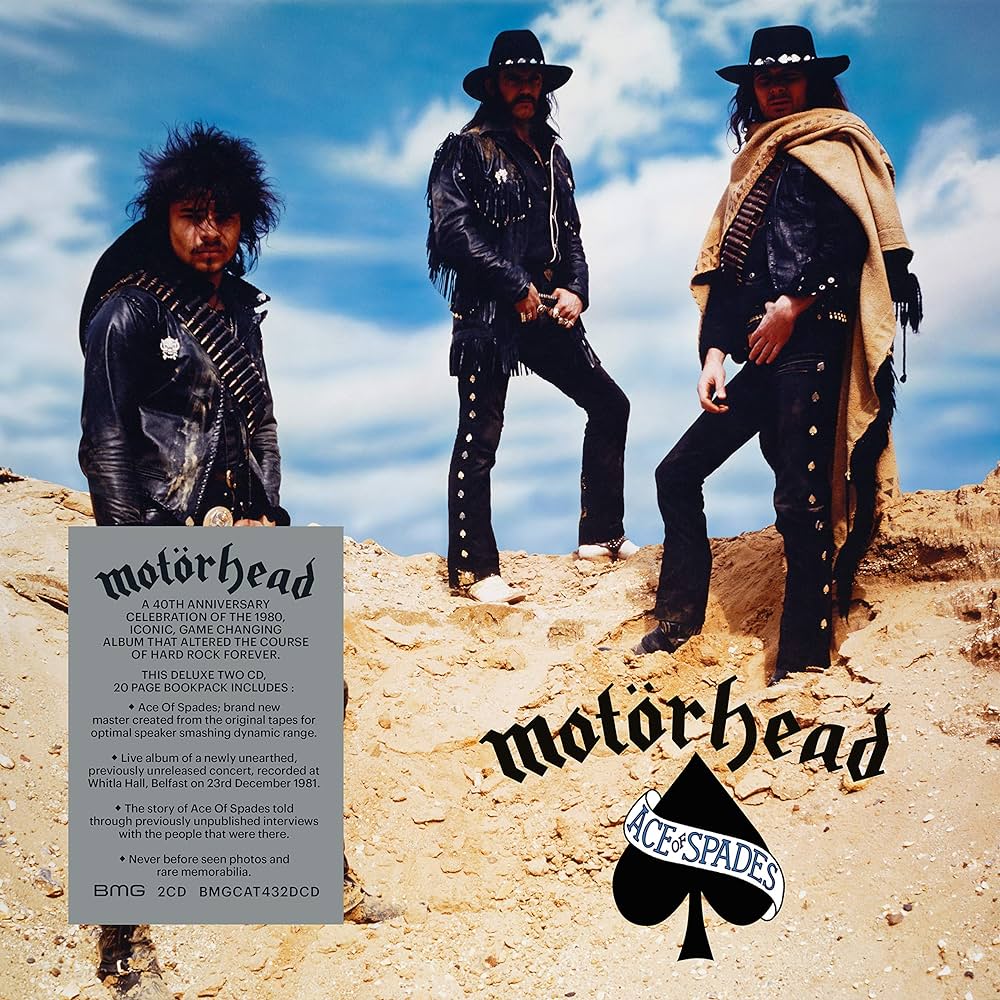 motörhead
A 40TH ANNIVERSARY
CELEBRATION OF THE 1980,
ICONIC, GAME CHANGING
ALBUM THAT ALTERED THE COURSE
OF HARD ROCK FOREVER.
THIS DELUXE TWO CD,
20 PAGE BOOKPACK INCLUDES :
◆ Ace Of Spades; brand new
master created from the original tapes for
optimal speaker smashing dynamic range.
◆ Live album of a newly unearthed,
previously unreleased concert, recorded at
Whitla Hall, Belfast on 23rd December 1981.
◆ The story of Ace Of Spades told
through previously unpublished interviews
with the people that were there.
◆ Never before seen photos and
rare memorabilia.
BMG 2CD BMGCAT432DCD
motörhead
ACE OF SPADES